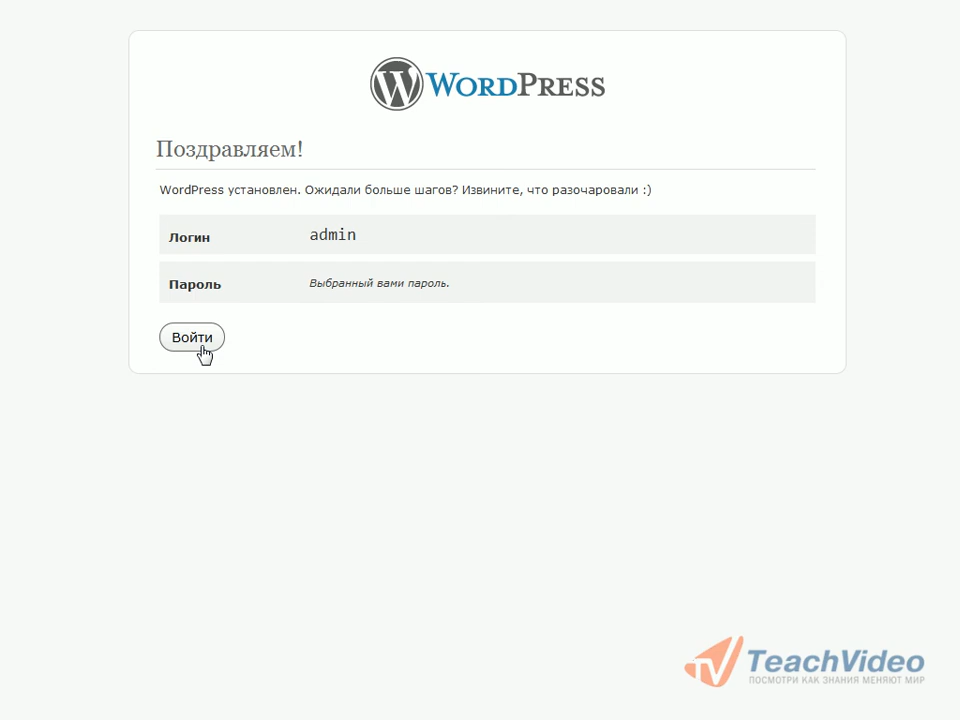 WORDPRESS
Поздравляем!
WordPress установлен. Ожидали больше шагов? Извините, что разочаровали :)
Логин admin
Пароль Выбранный вами пароль.
Войти
TV TeachVideo
ПОСМОТРИ КАК ЗНАНИЯ МЕНЯЮТ МИР